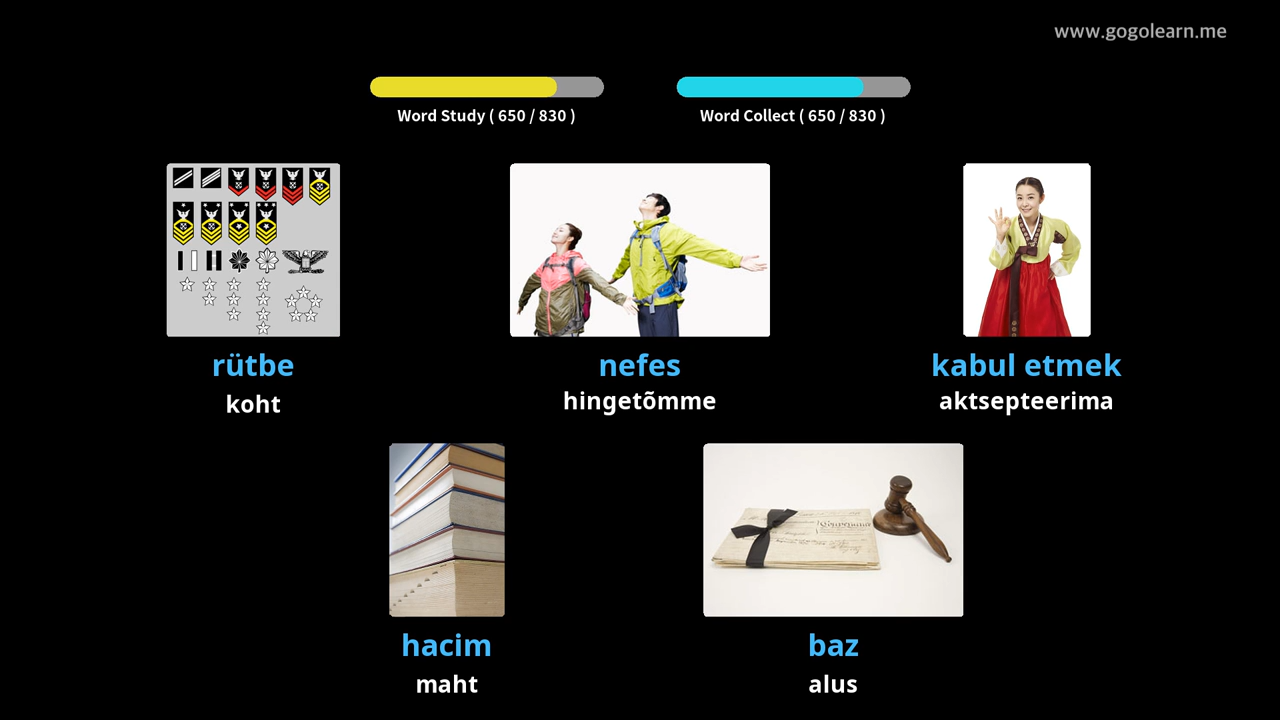 www.gogolearn.me
Word Study ( 650 / 830 )
Word Collect ( 650 / 830 )
rütbe
koht
nefes
hingetõmme
kabul etmek
aktsepteerima
hacim
maht
baz
alus